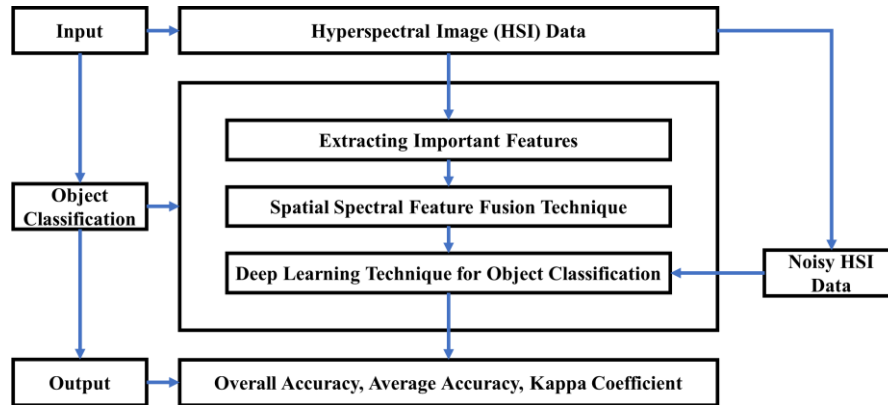 Input
Hyperspectral Image (HSI) Data
Extracting Important Features
Object
Classification
Spatial Spectral Feature Fusion Technique
Deep Learning Technique for Object Classification
Noisy HSI
Data
Output
Overall Accuracy, Average Accuracy, Kappa Coefficient